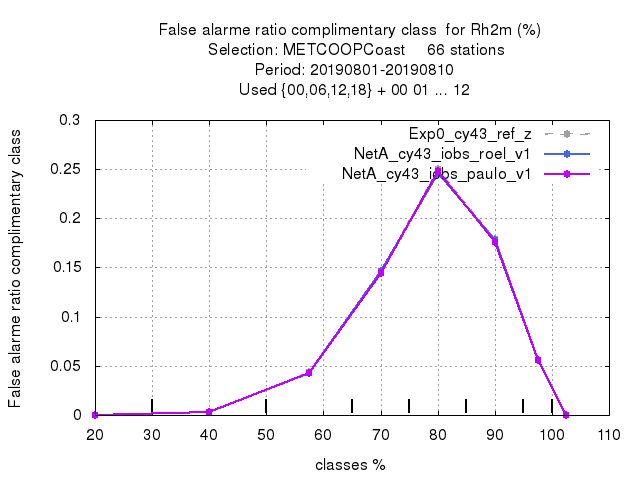 False alarme ratio complimentary class  for Rh2m (%)
Selection: METCOOPCoast     66 stations
Period: 20190801-20190810
Used {00,06,12,18} + 00 01 ... 12
False alarme ratio complimentary class
0.3
0.25
0.2
0.15
0.1
0.05
0
Exp0_cy43_ref_z
NetA_cy43_iobs_roel_v1
NetA_cy43_iobs_paulo_v1
20 30 40 50 60 70 80 90 100 110
classes %